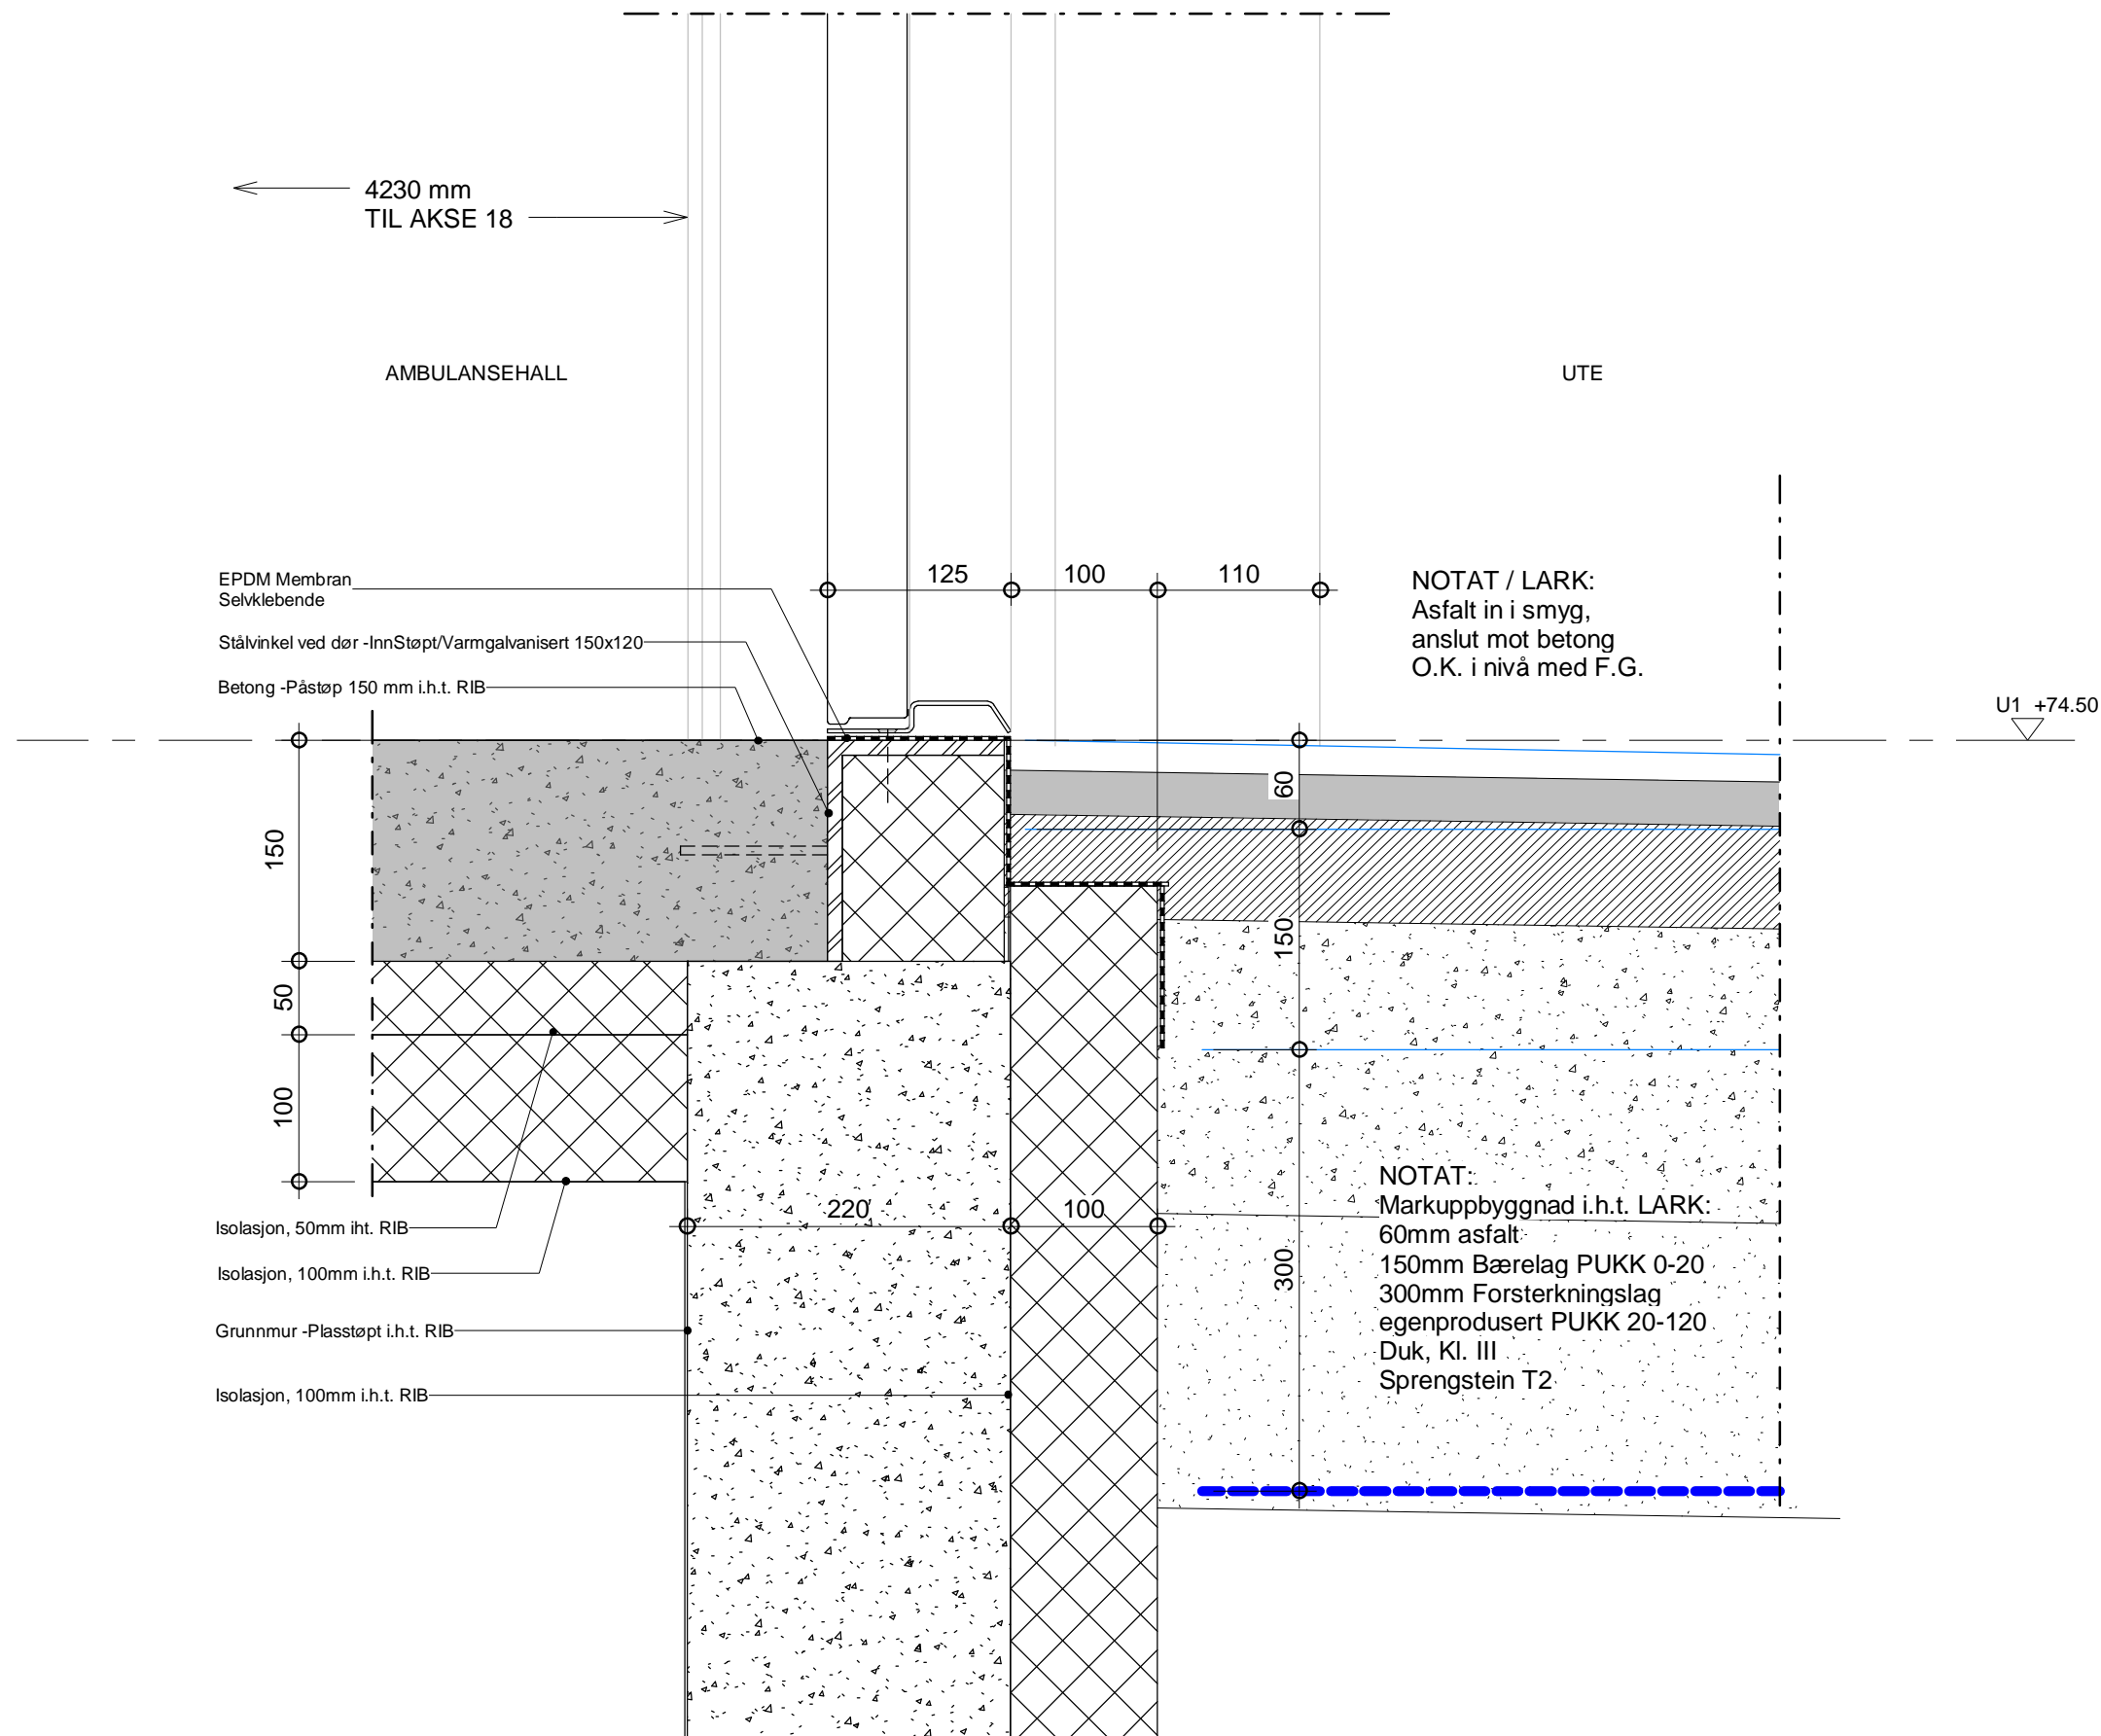 4230 mm
TIL AKSE 18
AMBULANSEHALL
UTE
EPDM Membran
Selvklebende
Stålvinkel ved dør -InnStøpt/Varmgalvanisert 150x120
Betong -Påstøp 150 mm i.h.t. RIB
125
100
110
NOTAT / LARK:
Asfalt in i smyg,
anslut mot betong
O.K. i nivå med F.G.
U1 +74.50
150
50
100
60
150
300
220
100
NOTAT:
Markuppbyggnad i.h.t. LARK:
60mm asfalt
150mm Bærelag PUKK 0-20
300mm Forsterkningslag
egenprodusert PUKK 20-120
Duk, Kl. III
Sprengstein T2
Isolasjon, 50mm iht. RIB
Isolasjon, 100mm i.h.t. RIB
Grunnmur -Plasstøpt i.h.t. RIB
Isolasjon, 100mm i.h.t. RIB